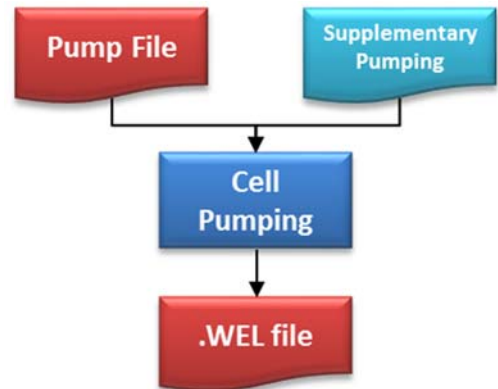 Pump File
Supplementary
Pumping
Cell
Pumping
.WEL file